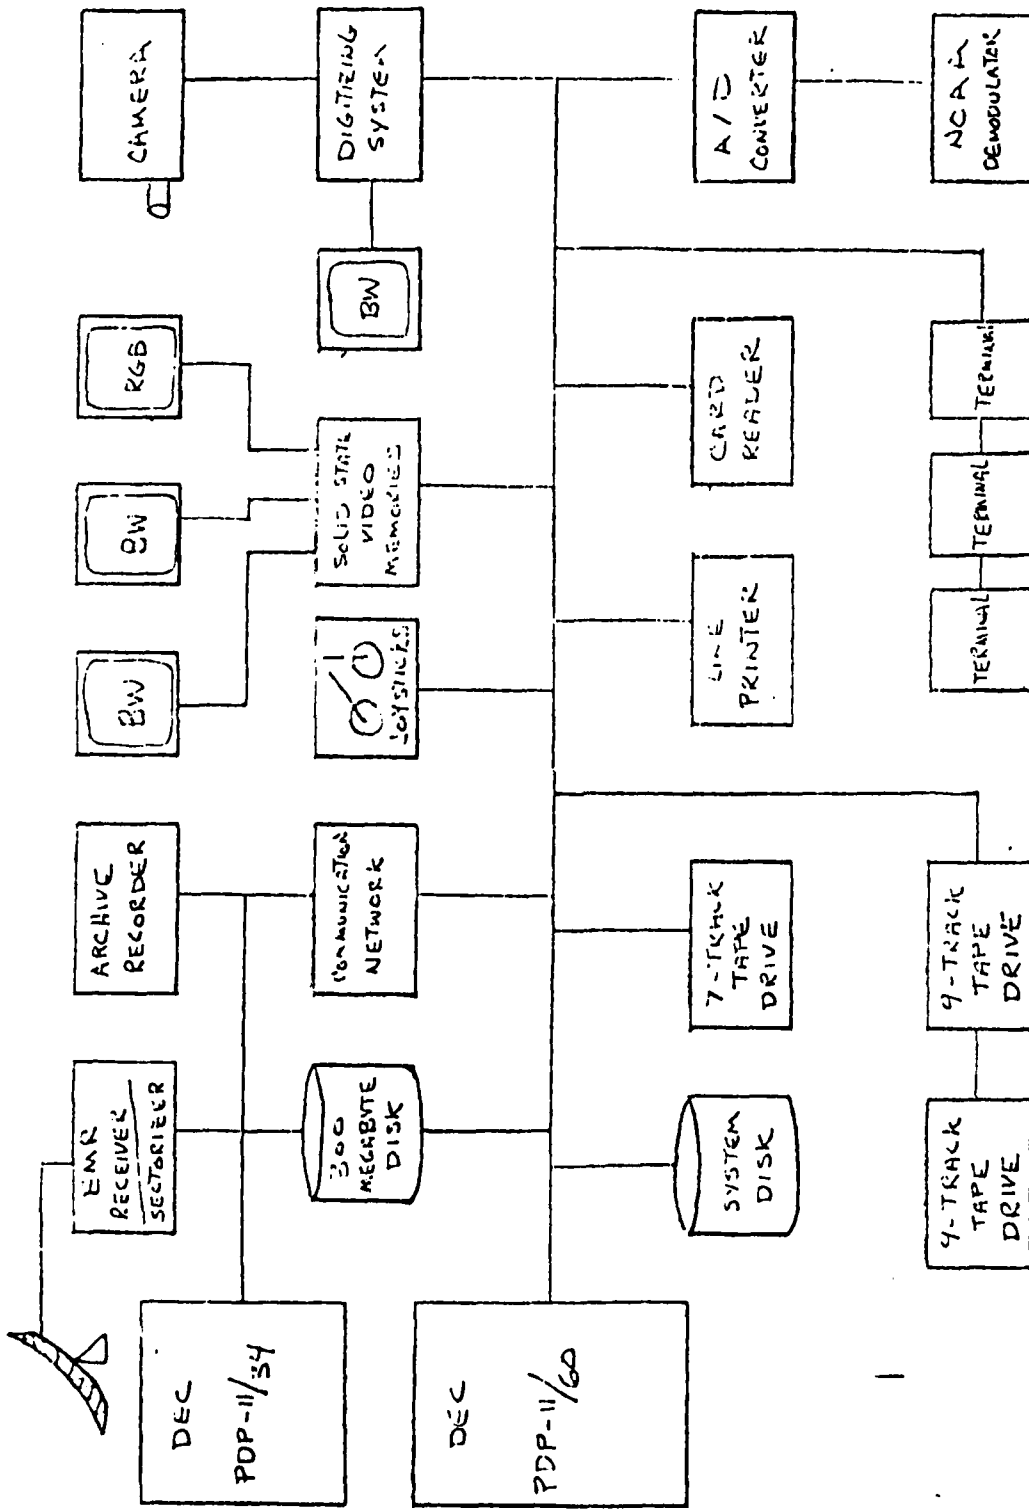 DEC
PDP-11/34
EMR
RECEIVER/
SECTORIZER
ARCHIVE
RECORDER
BW
BW
RGB
CAMERA
300
MEGABYTE
DISK
COMMUNICATION
NETWORK
JOYSTICKS
SOLID STATE
VIDEO
MEMORIES
BW
DIGITIZING
SYSTEM
DEC
PDP-11/60
SYSTEM
DISK
7-TRACK
TAPE
DRIVE
LINE
PRINTER
CARD
READER
A/D
CONVERTER
9-TRACK
TAPE
DRIVE
9-TRACK
TAPE
DRIVE
TERMINAL
TERMINAL
TERMINAL
DEMODULATOR